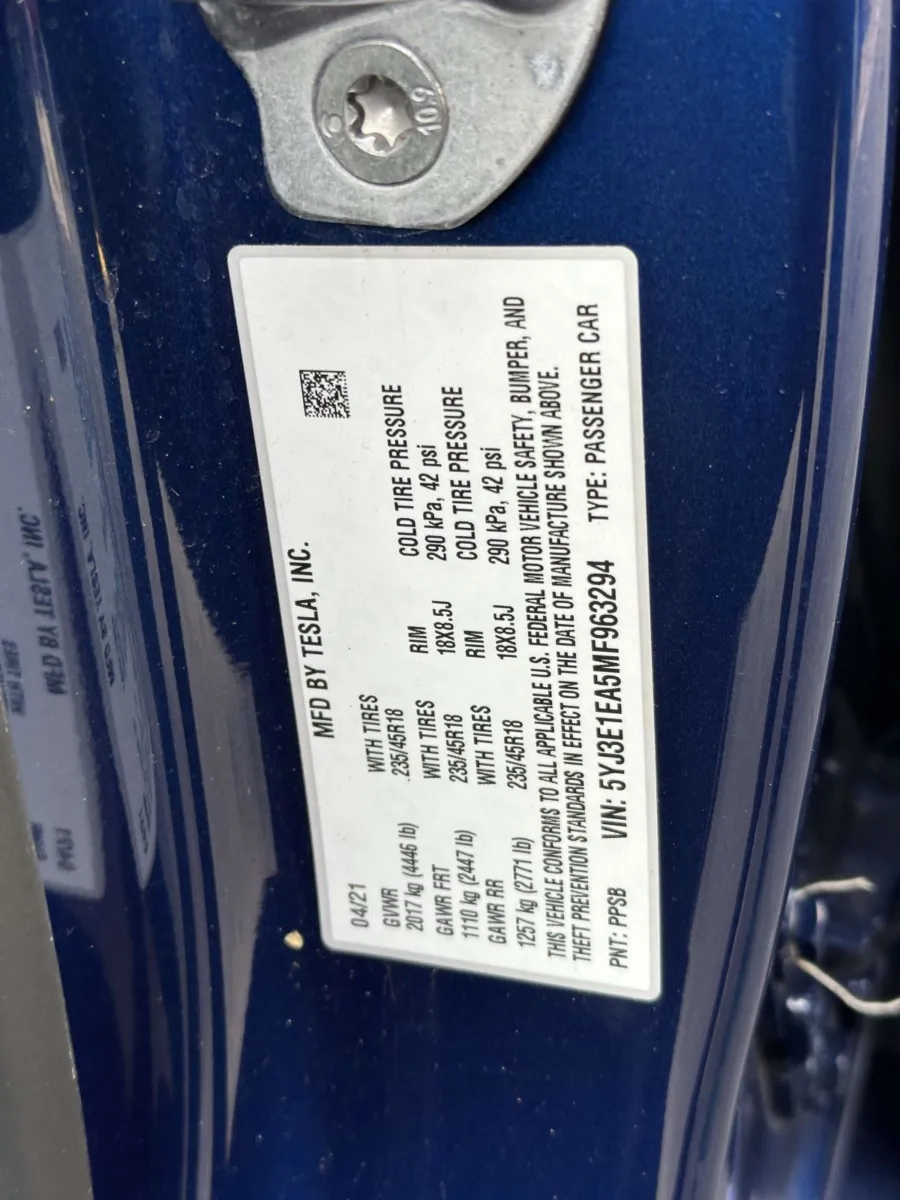 10.9
MFD BY TESLA, INC.
04/21
GVWR WITH TIRES
2017 kg (4446 lb) 235/45R18 RIM COLD TIRE PRESSURE
GAWR FRT WITH TIRES 18X8.5J 290 kPa, 42 psi
1110 kg (2447 lb) 235/45R18 RIM COLD TIRE PRESSURE
GAWR RR WITH TIRES 18X8.5J 290 kPa, 42 psi
1257 kg (2771 lb) 235/45R18
THIS VEHICLE CONFORMS TO ALL APPLICABLE U.S. FEDERAL MOTOR VEHICLE SAFETY, BUMPER, AND
THEFT PREVENTION STANDARDS IN EFFECT ON THE DATE OF MANUFACTURE SHOWN ABOVE.
PNT: PPSB VIN: 5YJ3E1EA5MF963294 TYPE: PASSENGER CAR